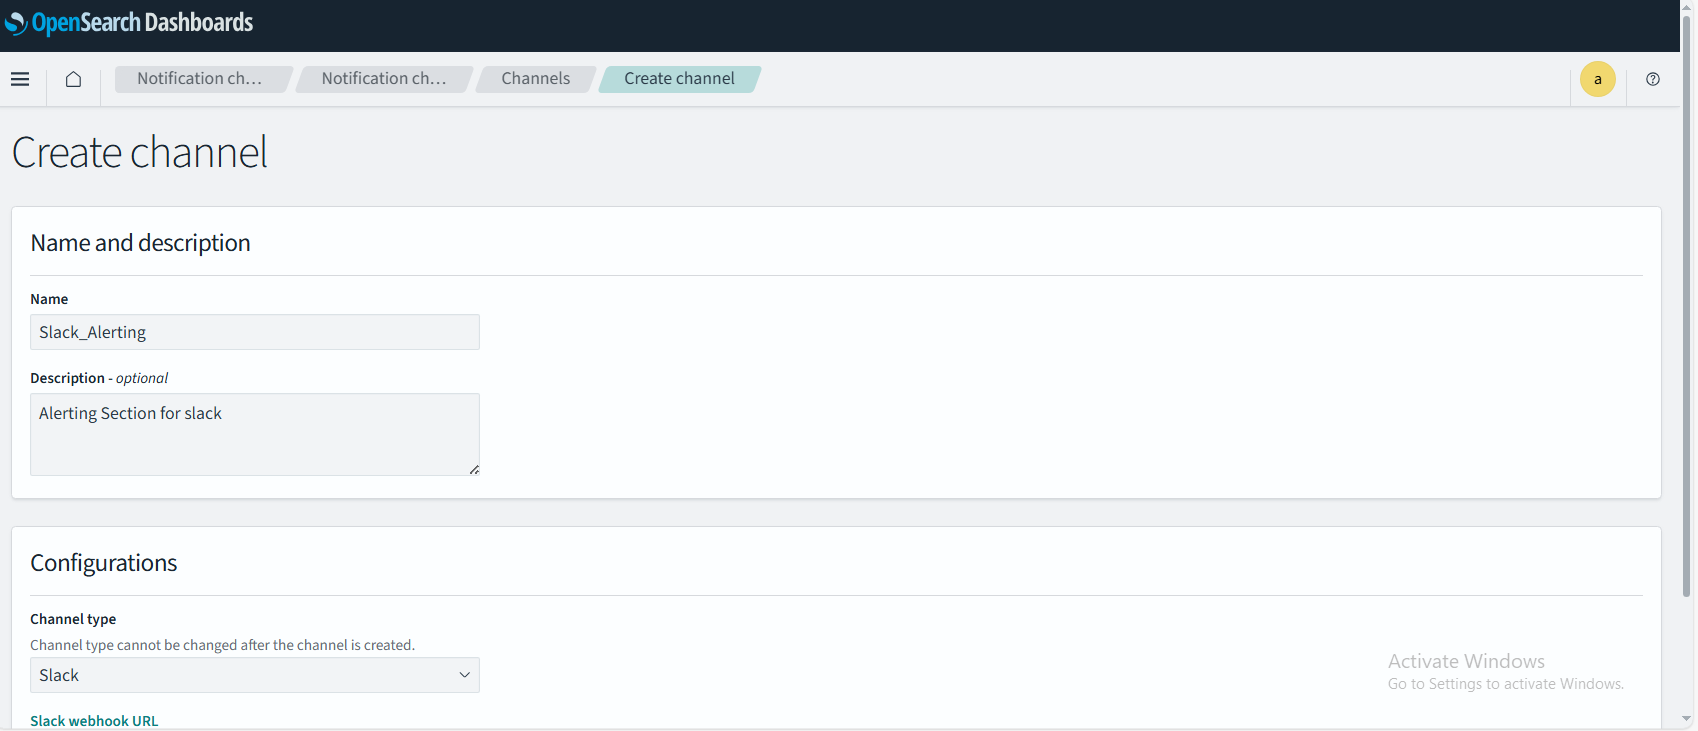 OpenSearch Dashboards
Notification ch… Notification ch… Channels Create channel a
Create channel
Name and description
Name
Slack_Alerting
Description - optional
Alerting Section for slack
Configurations
Channel type
Channel type cannot be changed after the channel is created.
Slack
Slack webhook URL
Activate Windows
Go to Settings to activate Windows.